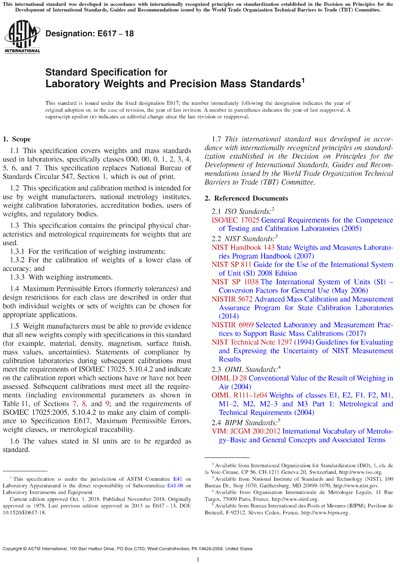 This international standard was developed in accordance with internationally recognized principles on standardization established in the Decision on Principles for the
Development of International Standards, Guides and Recommendations issued by the World Trade Organization Technical Barriers to Trade (TBT) Committee.
ASTM
INTERNATIONAL
Designation: E617 − 18
Standard Specification for
Laboratory Weights and Precision Mass Standards1
This standard is issued under the fixed designation E617; the number immediately following the designation indicates the year of
original adoption or, in the case of revision, the year of last revision. A number in parentheses indicates the year of last reapproval. A
superscript epsilon (ε) indicates an editorial change since the last revision or reapproval.
1. Scope
1.1 This specification covers weights and mass standards
used in laboratories, specifically classes 000, 00, 0, 1, 2, 3, 4,
5, 6, and 7. This specification replaces National Bureau of
Standards Circular 547, Section 1, which is out of print.
1.2 This specification and calibration method is intended for
use by weight manufacturers, national metrology institutes,
weight calibration laboratories, accreditation bodies, users of
weights, and regulatory bodies.
1.3 This specification contains the principal physical char-
acteristics and metrological requirements for weights that are
used.
1.3.1 For the verification of weighing instruments;
1.3.2 For the calibration of weights of a lower class of
accuracy; and
1.3.3 With weighing instruments.
1.4 Maximum Permissible Errors (formerly tolerances) and
design restrictions for each class are described in order that
both individual weights or sets of weights can be chosen for
appropriate applications.
1.5 Weight manufacturers must be able to provide evidence
that all new weights comply with specifications in this standard
(for example, material, density, magnetism, surface finish,
mass values, uncertainties). Statements of compliance by
calibration laboratories during subsequent calibrations must
meet the requirements of ISO/IEC 17025, 5.10.4.2 and indicate
on the calibration report which sections have or have not been
assessed. Subsequent calibrations must meet all the require-
ments (including environmental parameters as shown in
Table 11, of Sections 7, 8, and 9; and the requirements of
ISO/IEC 17025:2005, 5.10.4.2 to make any claim of compli-
ance to Specification E617, Maximum Permissible Errors,
weight classes, or metrological traceability.
1.6 The values stated in SI units are to be regarded as
standard.
1.7 This international standard was developed in accor-
dance with internationally recognized principles on standard-
ization established in the Decision on Principles for the
Development of International Standards, Guides and Recom-
mendations issued by the World Trade Organization Technical
Barriers to Trade (TBT) Committee.
2. Referenced Documents
2.1 ISO Standards:2
ISO/IEC 17025 General Requirements for the Competence
of Testing and Calibration Laboratories (2005)
2.2 NIST Standards:3
NIST Handbook 143 State Weights and Measures Laborato-
ries Program Handbook (2007)
NIST SP 811 Guide for the Use of the International System
of Unit (SI) 2008 Edition
NIST SP 1038 The International System of Units (SI) –
Conversion Factors for General Use (May 2006)
NISTIR 5672 Advanced Mass Calibration and Measurement
Assurance Program for State Calibration Laboratories
(2014)
NISTIR 6969 Selected Laboratory and Measurement Prac-
tices to Support Basic Mass Calibrations (2017)
NIST Technical Note 1297 (1994) Guidelines for Evaluating
and Expressing the Uncertainty of NIST Measurement
Results
2.3 OIML Standards:4
OIML D 28 Conventional Value of the Result of Weighing in
Air (2004)
OIML R111–1e04 Weights of classes E1, E2, F1, F2, M1,
M1–2, M2, M2–3 and M3 Part 1: Metrological and
Technical Requirements (2004)
2.4 BIPM Standards:5
VIM: JCGM 200:2012 International Vocabulary of Metrolo-
gy–Basic and General Concepts and Associated Terms
1 This specification is under the jurisdiction of ASTM Committee E41 on
Laboratory Apparatus and is the direct responsibility of Subcommittee E41.06 on
Laboratory Instruments and Equipment.
Current edition approved Oct. 1, 2018. Published November 2018. Originally
approved in 1978. Last previous edition approved in 2013 as E617 – 13. DOI:
10.1520/E0617-18.
2 Available from International Organization for Standardization (ISO), 1, ch. de
la Voie-Creuse, CP 56, CH-1211 Geneva 20, Switzerland, http://www.iso.org.
3 Available from National Institute of Standards and Technology (NIST), 100
Bureau Dr., Stop 1070, Gaithersburg, MD 20899-1070, http://www.nist.gov.
4 Available from Organisation Internationale de Metrologie Legale, 11 Rue
Turgot, 75009 Paris, France, http://www.oiml.org.
5 Available from Bureau International des Poids et Mesures (BIPM), Pavillon de
Breteuil, F-92312, Sèvres Cedex, France, http://www.bipm.org.
Copyright © ASTM International, 100 Barr Harbor Drive, PO Box C700, West Conshohocken, PA 19428-2959. United States
1